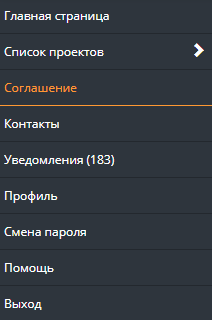 Главная страница
Список проектов
Соглашение
Контакты
Уведомления (183)
Профиль
Смена пароля
Помощь
Выход